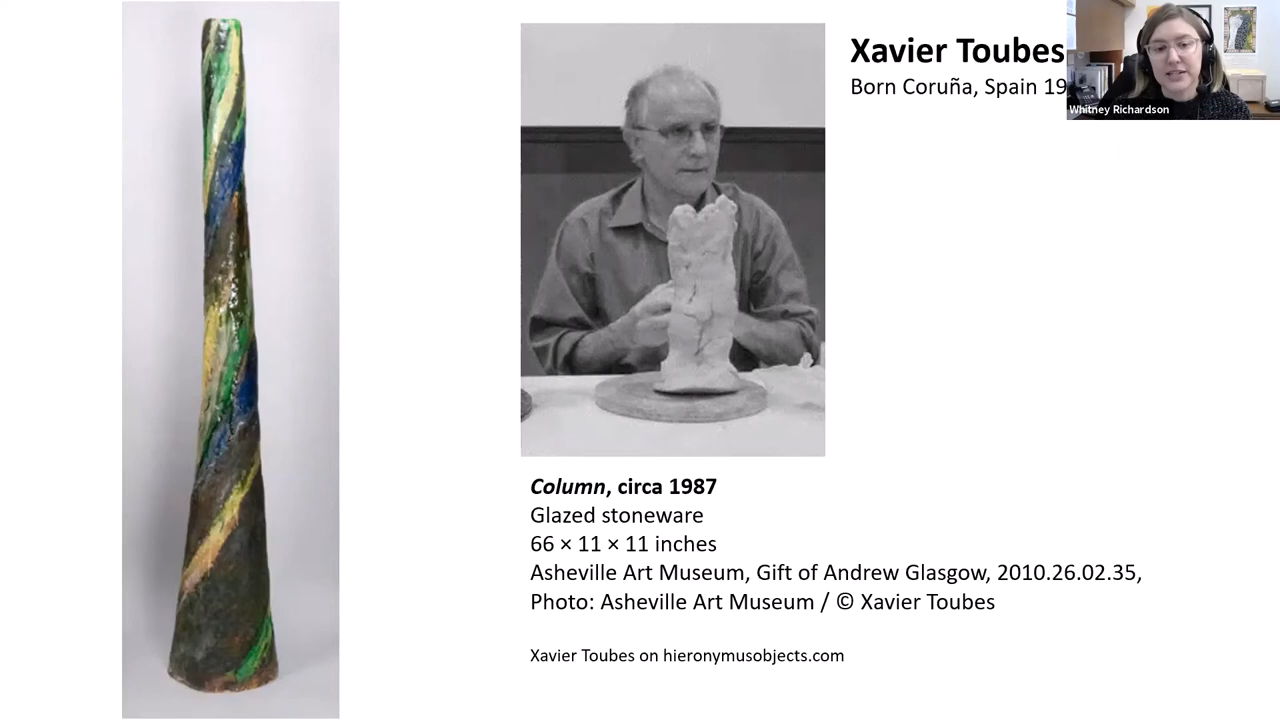 Xavier Toubes
Born Coruña, Spain 19
Whitney Richardson
Column, circa 1987
Glazed stoneware
66 × 11 × 11 inches
Asheville Art Museum, Gift of Andrew Glasgow, 2010.26.02.35,
Photo: Asheville Art Museum / © Xavier Toubes
Xavier Toubes on hieronymusobjects.com